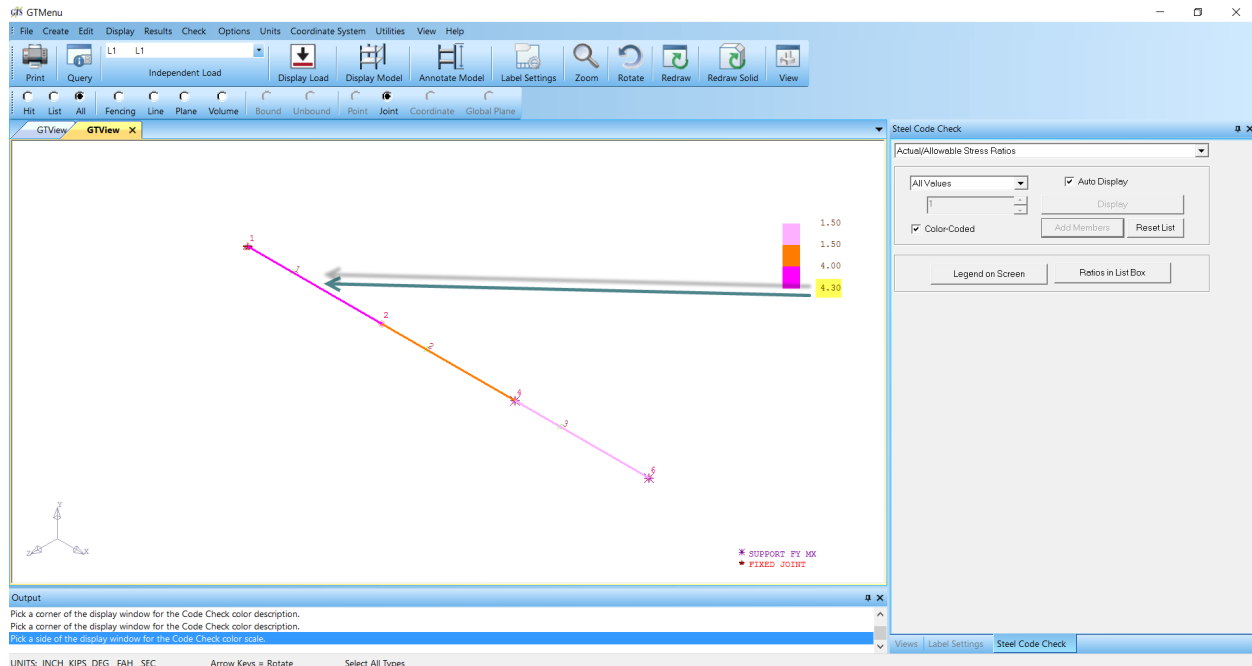 GTS GTMenu
File Create Edit Display Results Check Options Units Coordinate System Utilities View Help
L1 L1
Independent Load
Print Query Display Load Display Model Annotate Model Label Settings Zoom Rotate Redraw Redraw Solid View
Hit List All Fencing Line Plane Volume Bound Unbound Point Joint Coordinate Global Plane
GTView GTView
Steel Code Check
Actual/Allowable Stress Ratios
All Values Auto Display
1 Display
Color-Coded Add Members Reset List
Legend on Screen Ratios in List Box
1.50
1.50
4.00
4.30
1
1
2
2
4
3
6
Y
Z X
SUPPORT FY MX
FIXED JOINT
Output
Pick a corner of the display window for the Code Check color description.
Pick a corner of the display window for the Code Check color description.
Pick a side of the display window for the Code Check color scale.
Views Label Settings Steel Code Check
UNITS: INCH KIPS DEG FAH SEC Arrow Keys = Rotate Select All Types